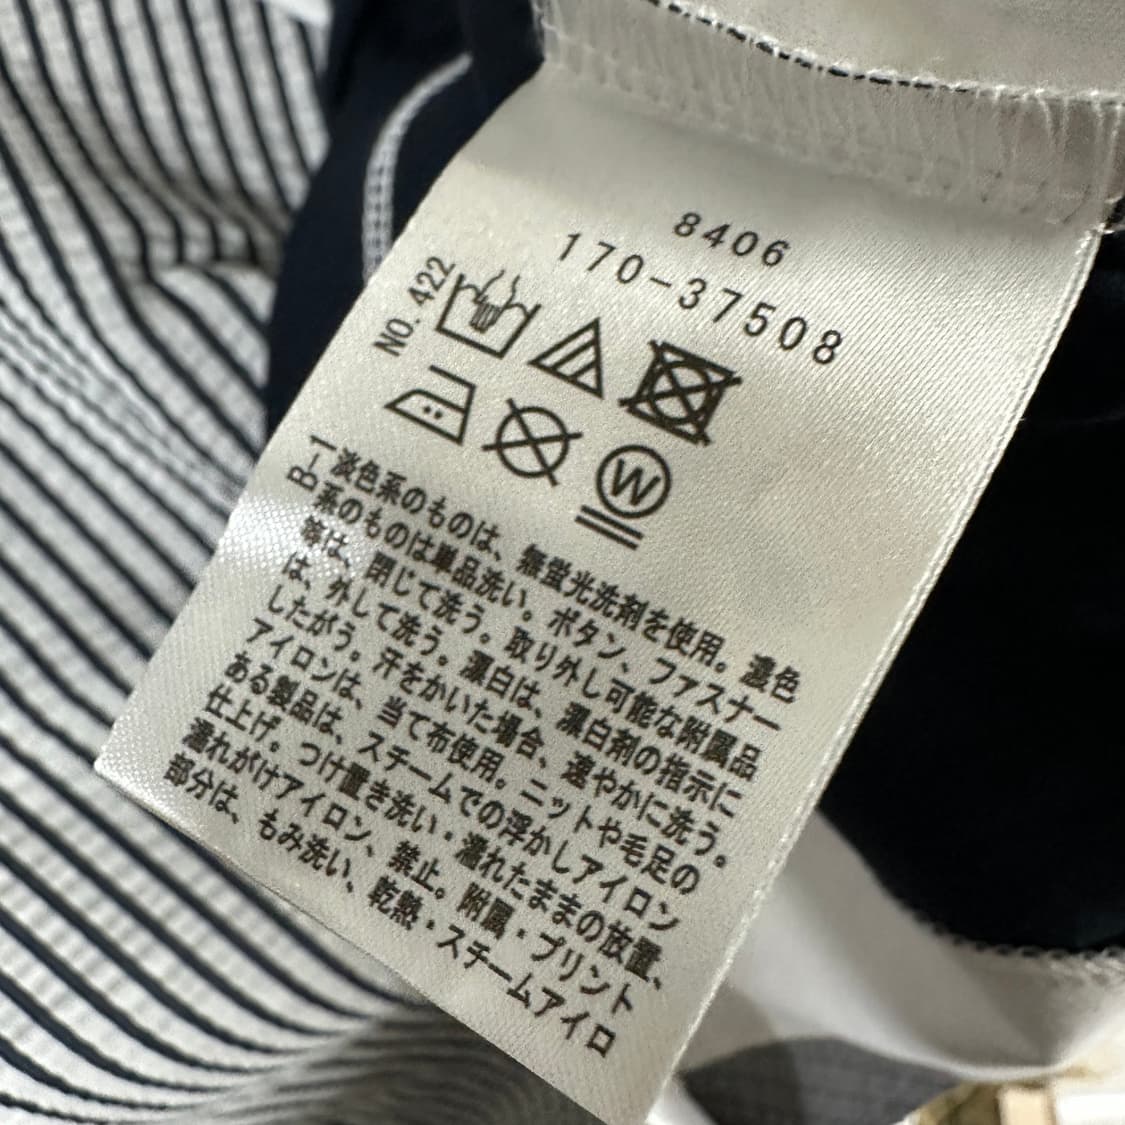 8406
170-37508
NO. 422
W
B-1
淡色系のものは、無蛍光洗剤を使用。濃色
系のものは単品洗い。ボタン、ファスナー
等は、閉じて洗う。取り外し可能な附属品
は、外して洗う。漂白は、漂白剤の指示に
したがう。汗をかいた場合、速やかに洗う。
アイロンは、当て布使用。ニットや毛足の
ある製品は、スチームでの浮かしアイロン
仕上げ。つけ置き洗い・濡れたままの放置、
濡れがけアイロン、禁止。附属・プリント
部分は、もみ洗い、乾熱・スチームアイロ